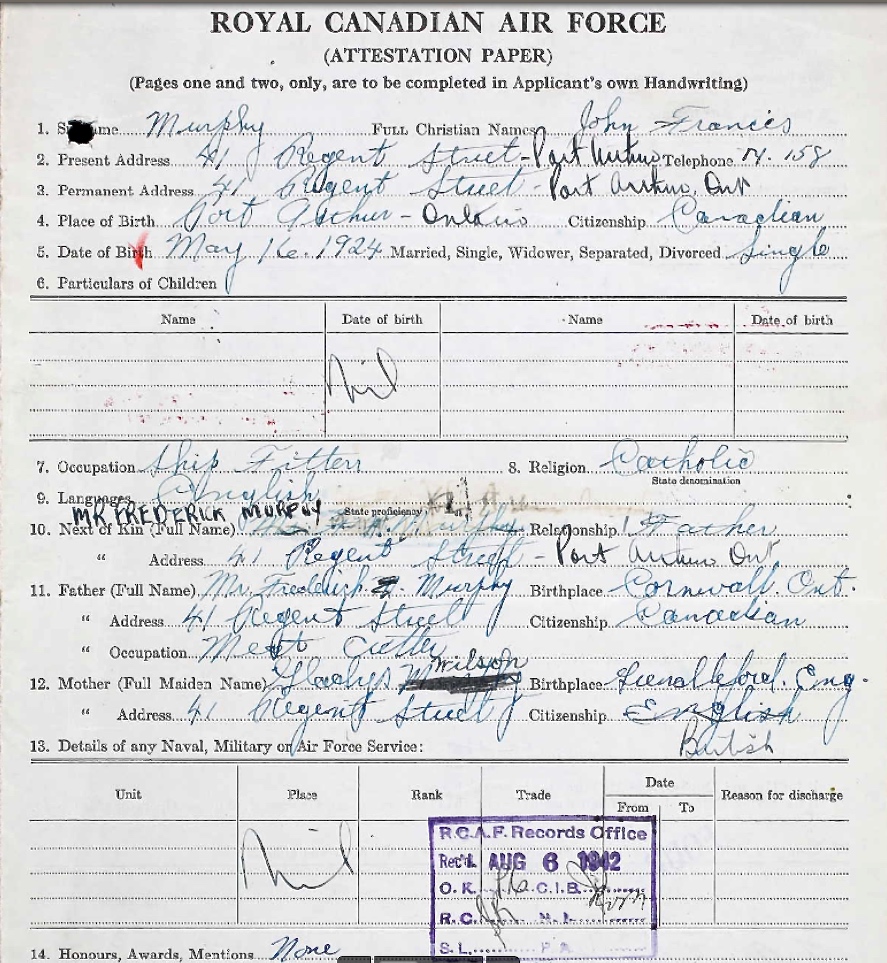 ROYAL CANADIAN AIR FORCE
(ATTESTATION PAPER)
(Pages one and two, only, are to be completed in Applicant's own Handwriting)
1. Murphy FULL Christian Names John Francis
2. Present Address 41 Regent Street - Port Arthur Telephone N. 158
3. Permanent Address 41 Regent Street - Port Arthur, Ont
4. Place of Birth Port Arthur - Ontario Citizenship Canadian
5. Date of Birth May 16. 1924 Married, Single, Widower, Separated, Divorced Single
6. Particulars of Children
Name Date of birth Name Date of birth
Nil
7. Occupation Ship Fitter 8. Religion Catholic
State denomination
9. Languages English
State proficiency
MR FREDERICK MURPHY
10. Next of Kin (Full Name) Murphy Relationship Father
" Address 41 Regent Street - Port Arthur Ont
11. Father (Full Name) Mr. Frederick Murphy Birthplace Cornwall. Ont.
" Address 41 Regent Street Citizenship Canadian
" Occupation Meat Cutter
Wilson
12. Mother (Full Maiden Name) Gladys Birthplace Eng.
" Address 41 Regent Street Citizenship English
British
13. Details of any Naval, Military or Air Force Service:
Unit Place Rank Trade Date Reason for discharge
From To
Nil
R.C.A.F. Records Office
Rec'd. AUG 6 1942
O.K. C.I.B.
R.C. N.I.
S.L. P.A.
14. Honours, Awards, Mentions None